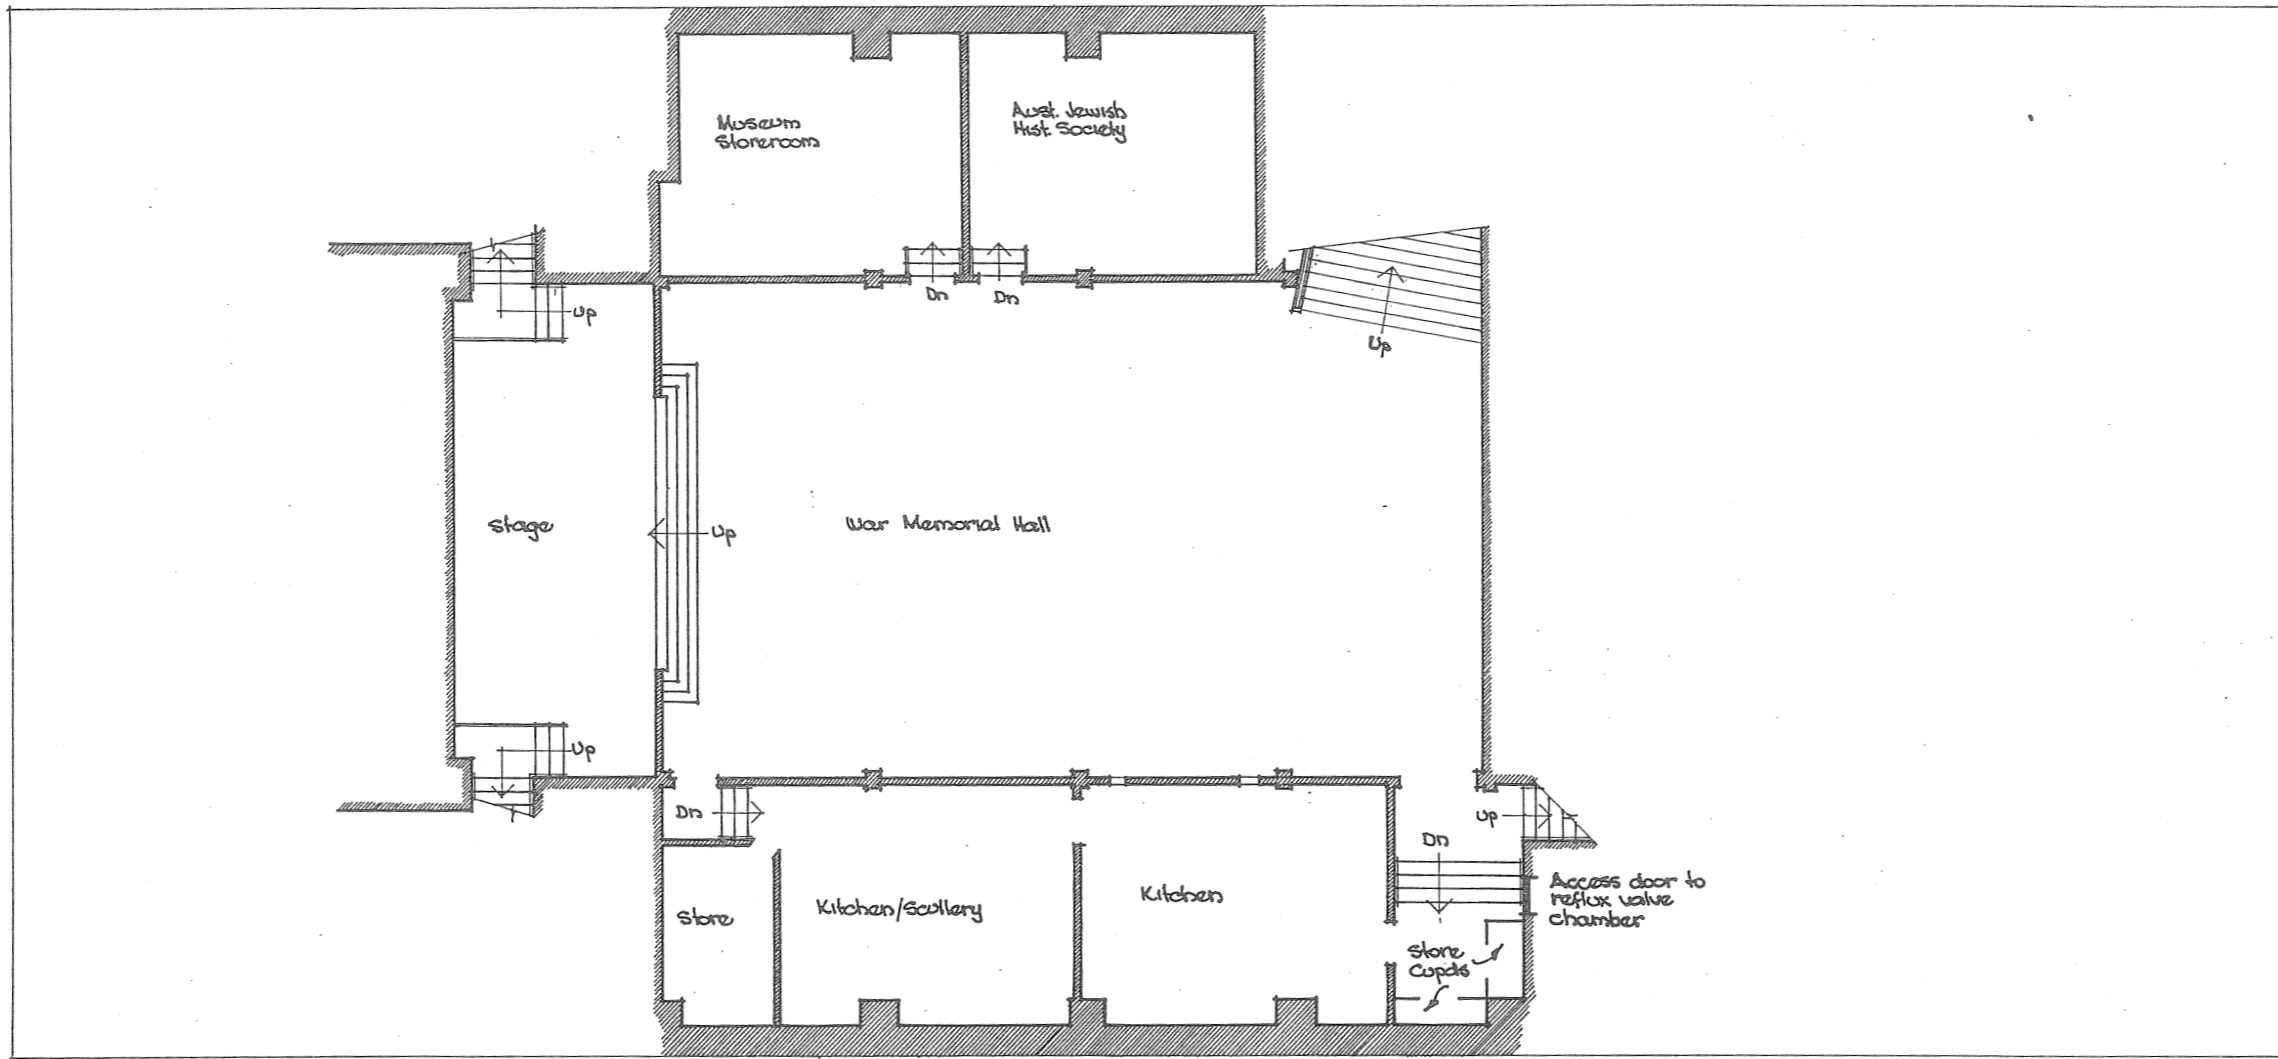 Museum
Storeroom
Aust. Jewish
Hist. Society
Dn
Dn
Up
Up
Up
Stage
Up
War Memorial Hall
Up
Dn
Up
Dn
Store
Kitchen/Scullery
Kitchen
Access door to
reflux valve
chamber
Store
Cupds